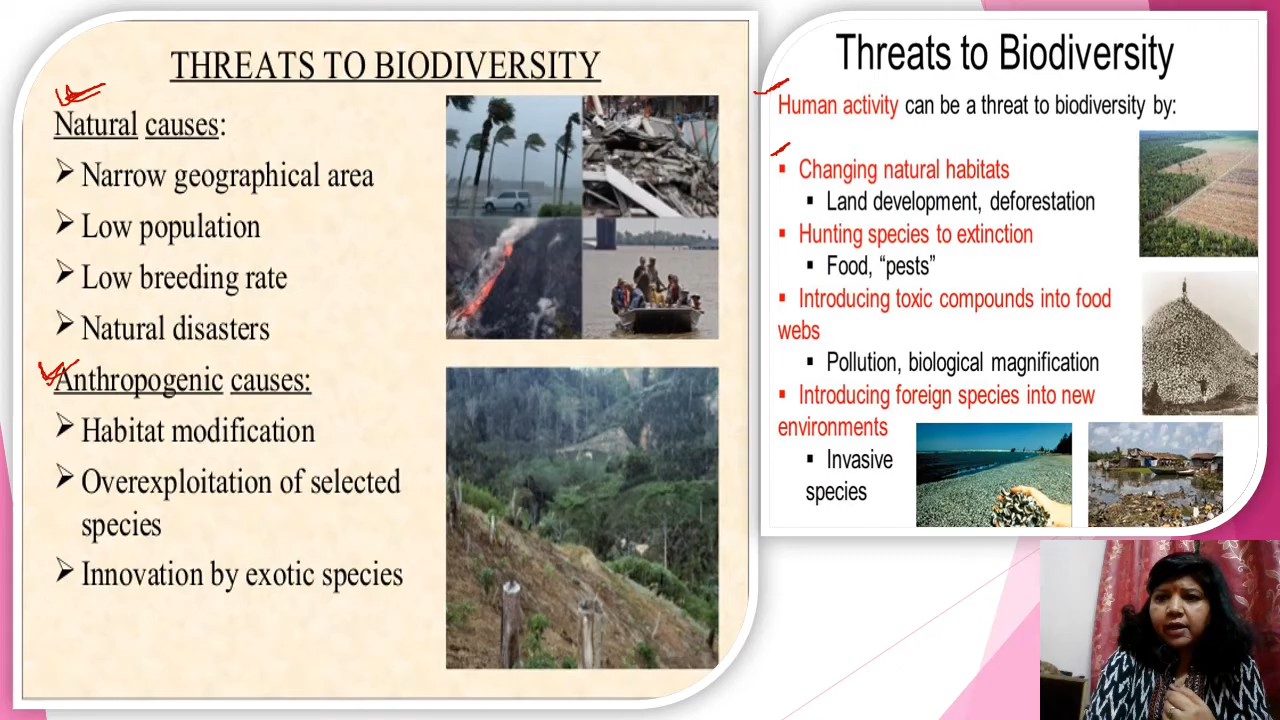 THREATS TO BIODIVERSITY
Natural causes:
Narrow geographical area
Low population
Low breeding rate
Natural disasters
Anthropogenic causes:
Habitat modification
Overexploitation of selected
species
Innovation by exotic species
Threats to Biodiversity
Human activity can be a threat to biodiversity by:
Changing natural habitats
Land development, deforestation
Hunting species to extinction
Food, “pests”
Introducing toxic compounds into food
webs
Pollution, biological magnification
Introducing foreign species into new
environments
Invasive
species